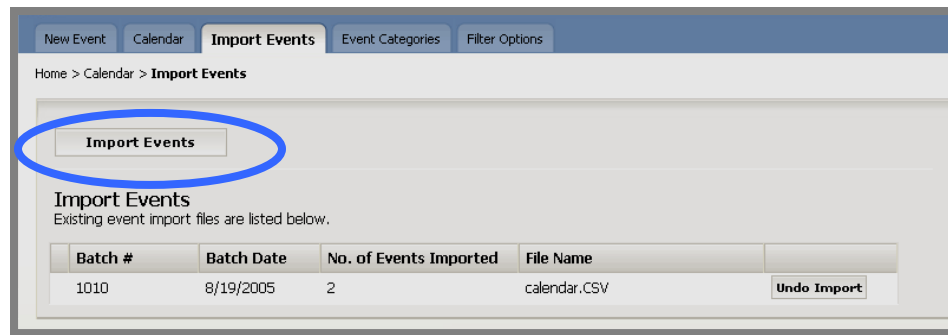 New Event Calendar Import Events Event Categories Filter Options
Home > Calendar > Import Events
Import Events
Import Events
Existing event import files are listed below.
Batch # Batch Date No. of Events Imported File Name
1010 8/19/2005 2 calendar.CSV Undo Import